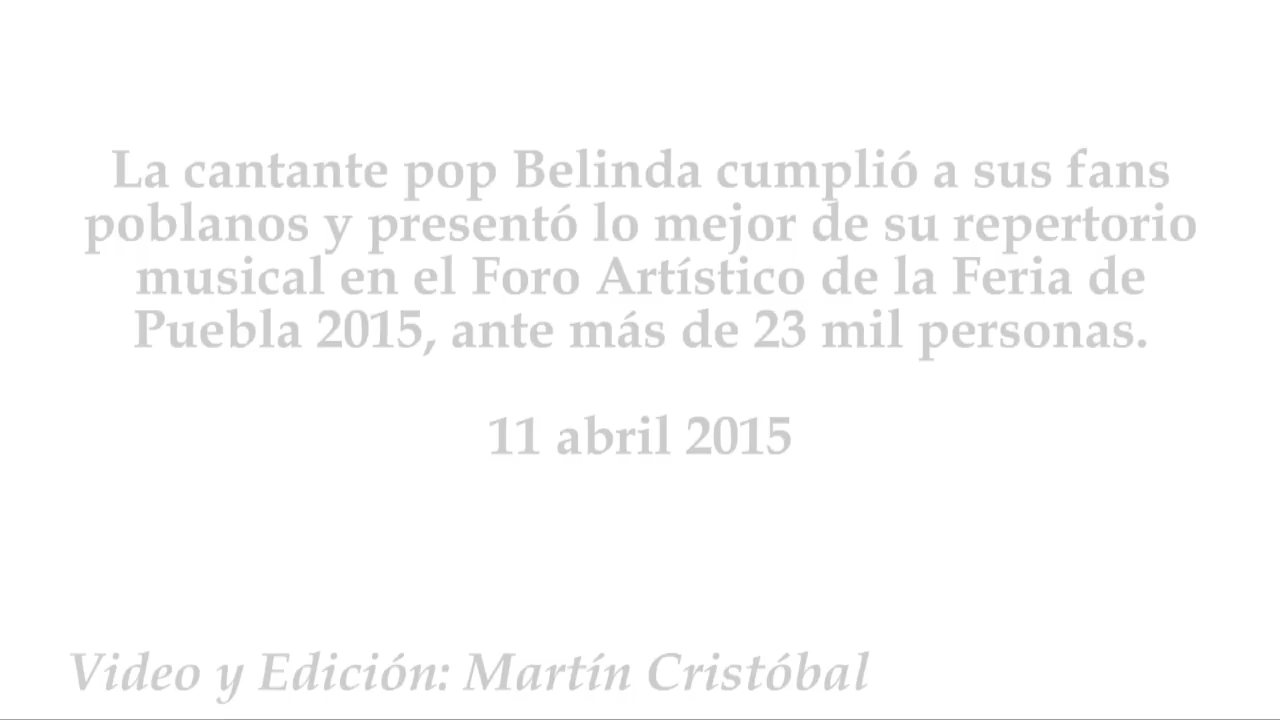 La cantante pop Belinda cumplió a sus fans
poblanos y presentó lo mejor de su repertorio
musical en el Foro Artístico de la Feria de
Puebla 2015, ante más de 23 mil personas.
11 abril 2015
Video y Edición: Martín Cristóbal